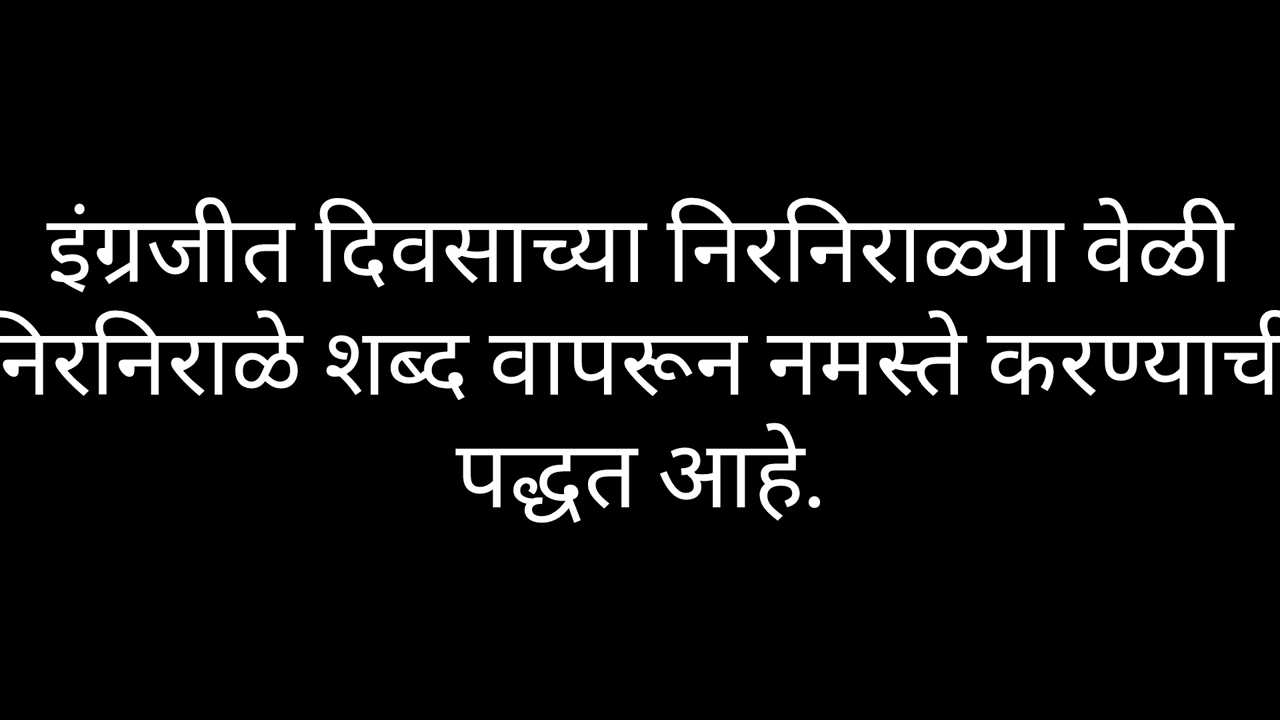 इंग्रजीत दिवसाच्या निरनिराळ्या वेळी
निरनिराळे शब्द वापरून नमस्ते करण्याची
पद्धत आहे.